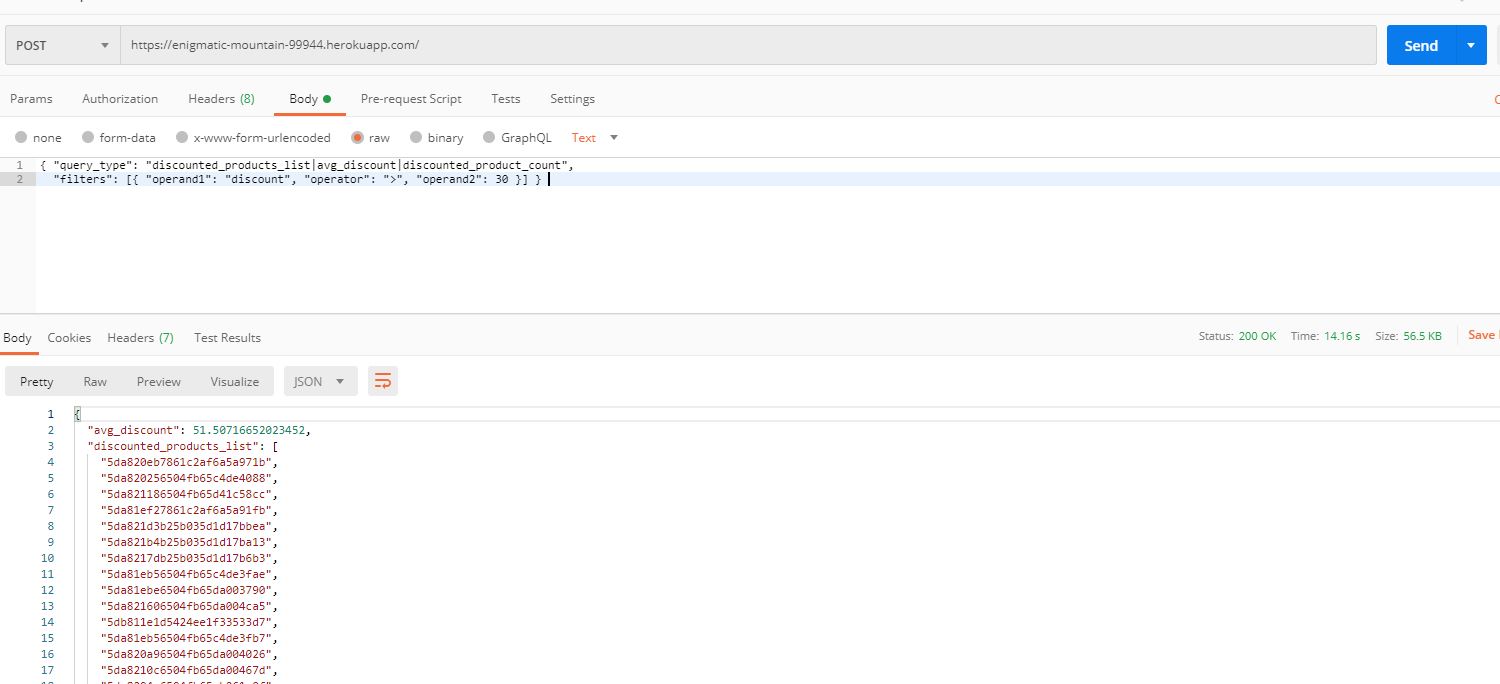 POST https://enigmatic-mountain-99944.herokuapp.com/ Send
Params Authorization Headers (8) Body Pre-request Script Tests Settings
none form-data x-www-form-urlencoded raw binary GraphQL Text
1 { "query_type": "discounted_products_list|avg_discount|discounted_product_count",
2 "filters": [{ "operand1": "discount", "operator": ">", "operand2": 30 }] }
Body Cookies Headers (7) Test Results Status: 200 OK Time: 14.16 s Size: 56.5 KB Save
Pretty Raw Preview Visualize JSON
1 {
2 "avg_discount": 51.50716652023452,
3 "discounted_products_list": [
4 "5da820eb7861c2af6a5a971b",
5 "5da820256504fb65c4de4088",
6 "5da821186504fb65d41c58cc",
7 "5da81ef27861c2af6a5a91fb",
8 "5da821d3b25b035d1d17bbea",
9 "5da821b4b25b035d1d17ba13",
10 "5da8217db25b035d1d17b6b3",
11 "5da81eb56504fb65c4de3fae",
12 "5da81ebe6504fb65da003790",
13 "5da821606504fb65da004ca5",
14 "5db811e1d5424ee1f33533d7",
15 "5da81eb56504fb65c4de3fb7",
16 "5da820a96504fb65da004026",
17 "5da8210c6504fb65da00467d",